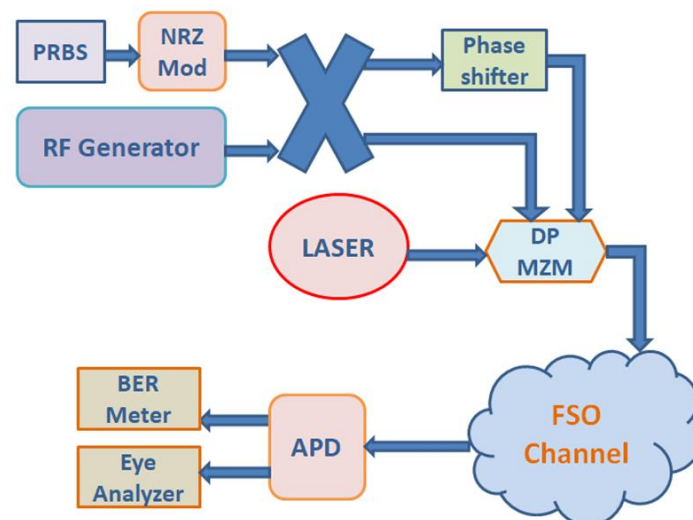 PRBS
NRZ
Mod
Phase
shifter
RF Generator
LASER
DP
MZM
BER
Meter
APD
FSO
Channel
Eye
Analyzer